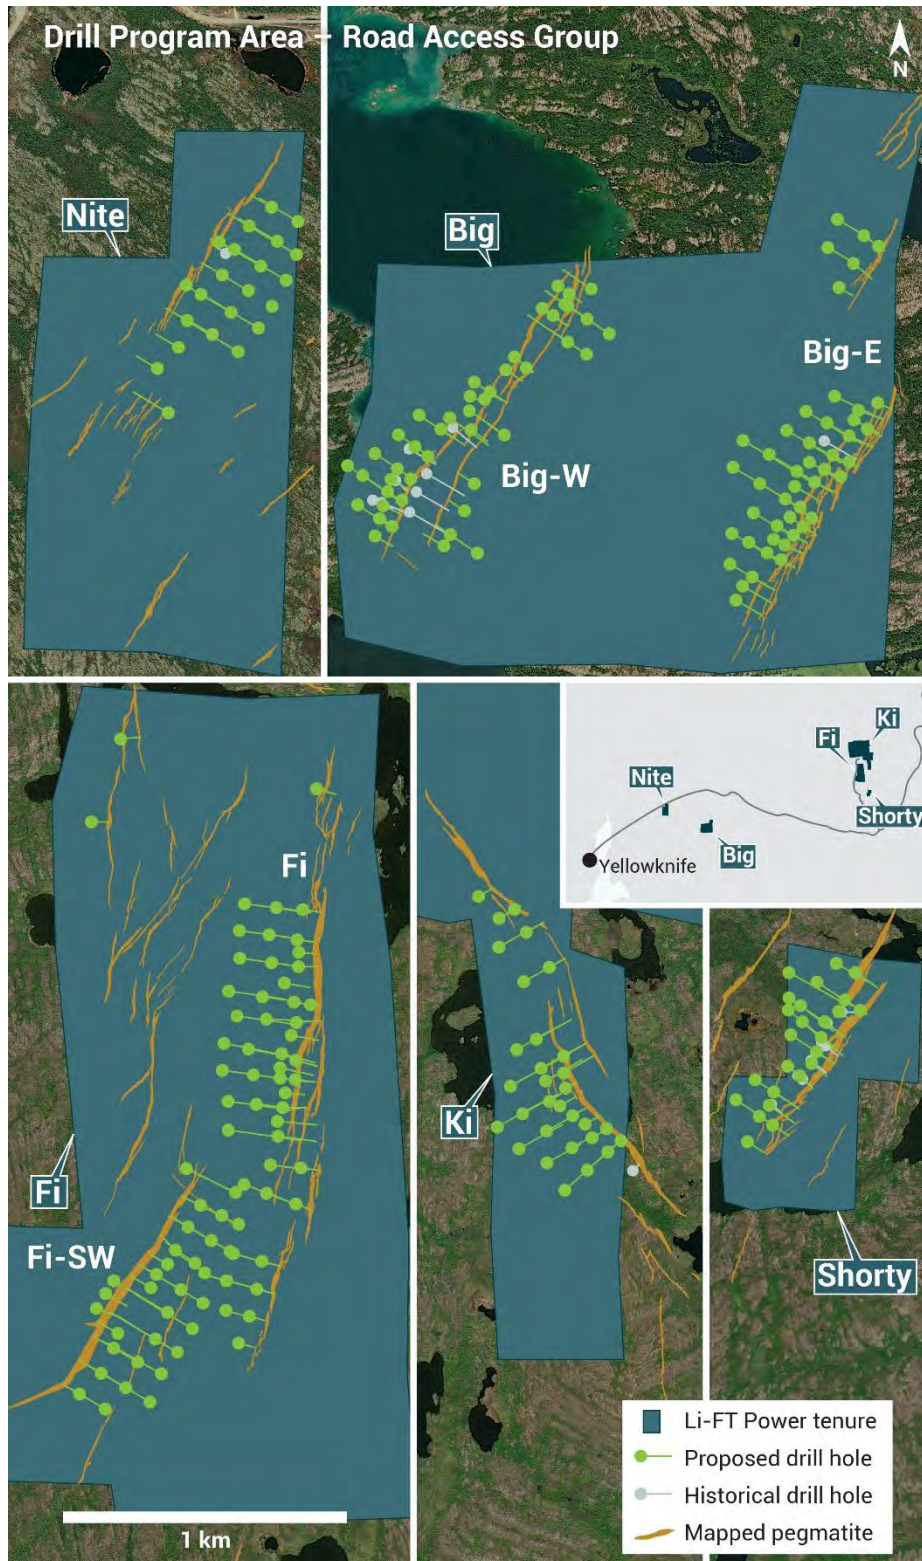 Drill Program Area – Road Access Group
N
Nite
Big
Big-E
Big-W
Fi
Fi
Fi-SW
Ki
Ki
Fi
Nite
Shorty
Big
Yellowknife
Shorty
Li-FT Power tenure
Proposed drill hole
Historical drill hole
Mapped pegmatite
1 km